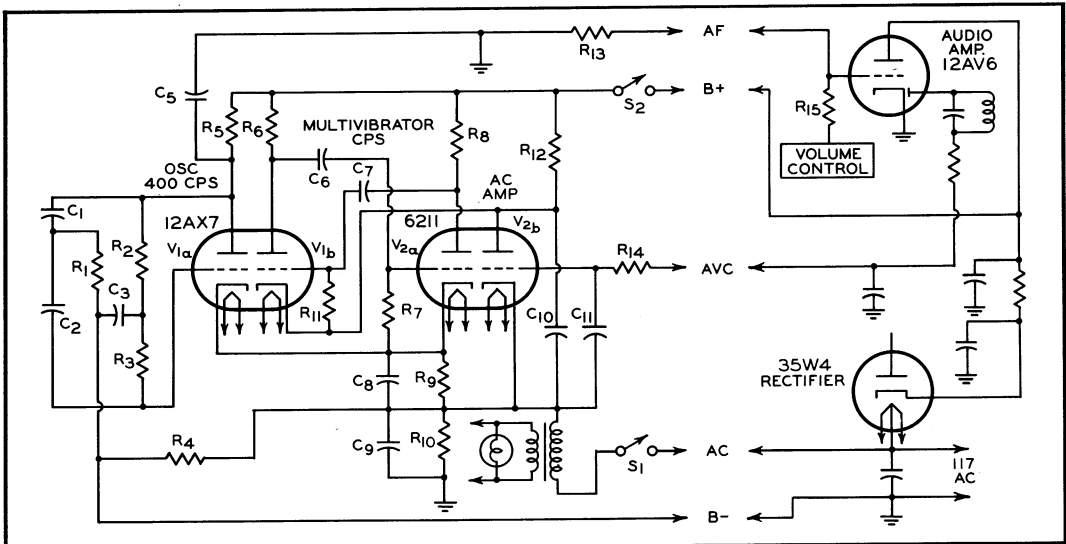 AF
R13
AUDIO
AMP.
12AV6
C5
B+
S2
R5
R6
MULTIVIBRATOR
CPS
R8
R12
R15
VOLUME
CONTROL
C6
C7
OSC
400 CPS
AC
AMP
C1
12AX7
6211
V1a
V1b
V2a
V2b
R2
R1
R14
AVC
C3
R11
R7
C10
C11
C2
R3
35W4
RECTIFIER
C8
R9
R4
C9
R10
S1
AC
117
AC
B-